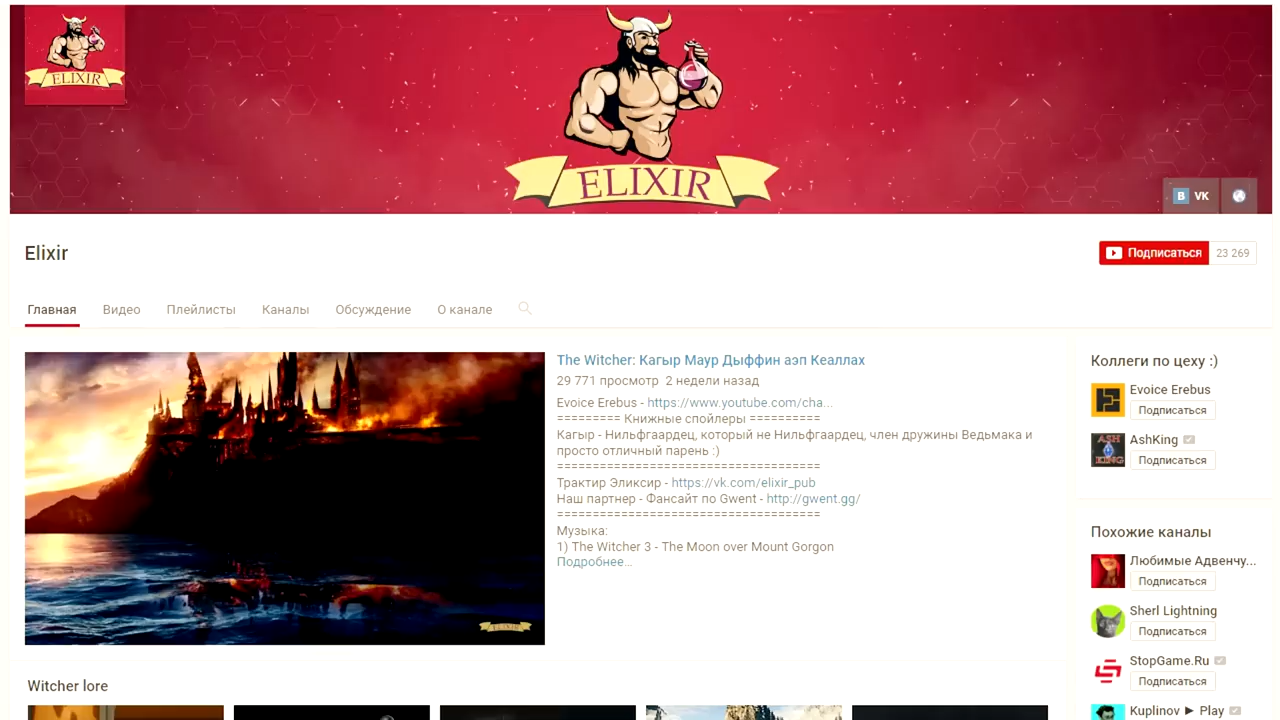 ELIXIR
ELIXIR
B VK
Elixir
Подписаться 23 269
Главная Видео Плейлисты Каналы Обсуждение О канале
The Witcher: Кагыр Маур Дыффин аэп Кеаллах
29 771 просмотр 2 недели назад
Evoice Erebus - https://www.youtube.com/cha...
========= Книжные спойлеры ==========
Кагыр - Нильфгаардец, который не Нильфгаардец, член дружины Ведьмака и
просто отличный парень :)
=====================================
Трактир Эликсир - https://vk.com/elixir_pub
Наш партнер - Фансайт по Gwent - http://gwent.gg/
=====================================
Музыка:
1) The Witcher 3 - The Moon over Mount Gorgon
Подробнее...
ELIXIR
Witcher lore
Коллеги по цеху :)
Evoice Erebus
Подписаться
ASH KING
AshKing
Подписаться
Похожие каналы
Любимые Адвенчу...
Подписаться
Sherl Lightning
Подписаться
StopGame.Ru
Подписаться
Kuplinov ► Play